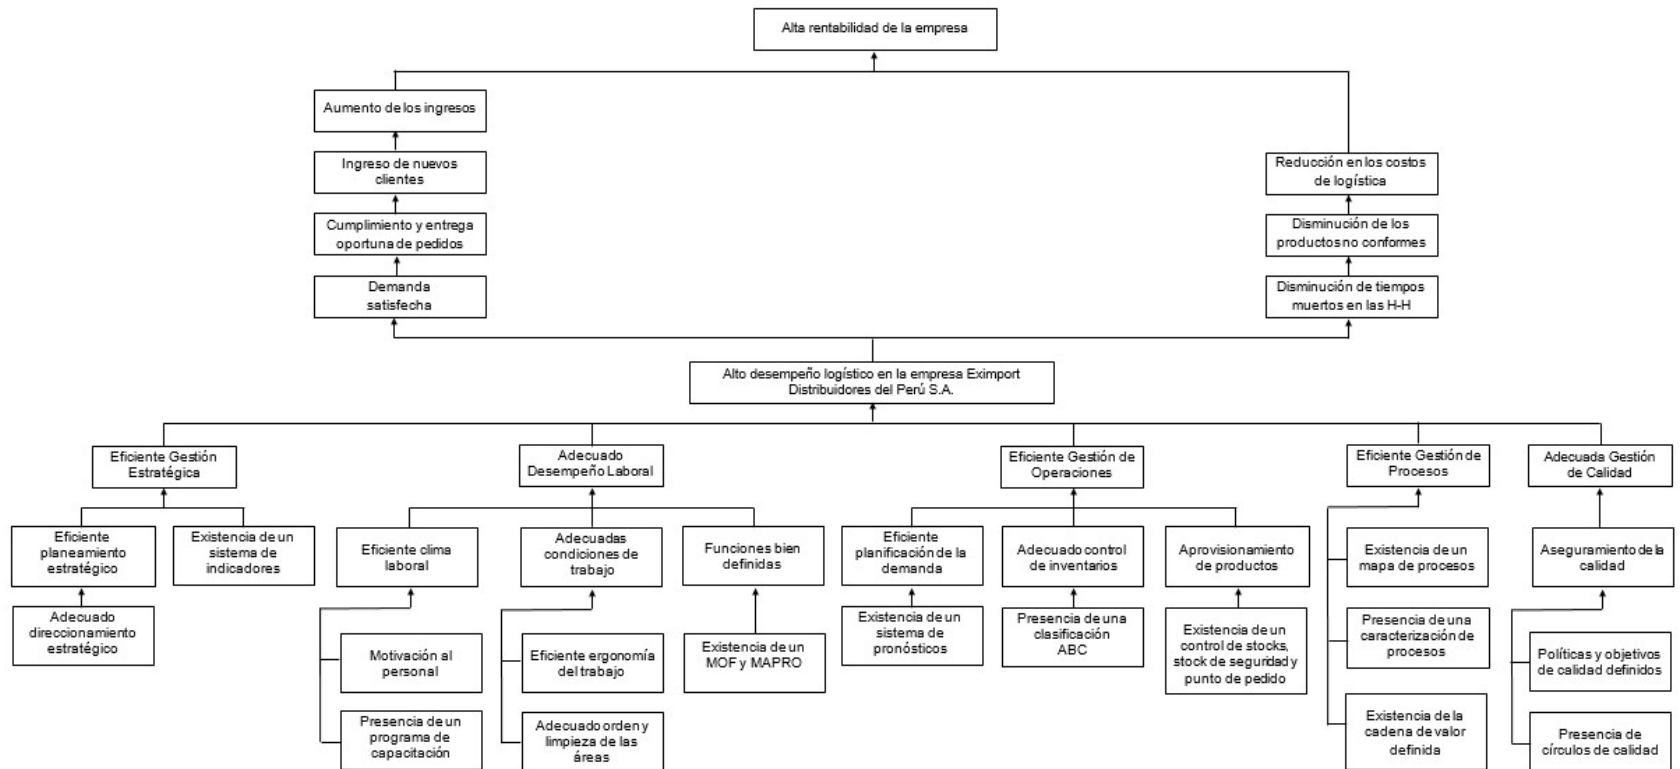 Alta rentabilidad de la empresa
Aumento de los ingresos
Ingreso de nuevos
clientes
Reducción en los costos
de logística
Cumplimiento y entrega
oportuna de pedidos
Disminución de los
productos no conformes
Demanda
satisfecha
Disminución de tiempos
muertos en las H-H
Alto desempeño logístico en la empresa Eximport
Distribuidores del Perú S.A.
Eficiente Gestión
Estratégica
Adecuado
Desempeño Laboral
Eficiente Gestión de
Operaciones
Eficiente Gestión de
Procesos
Adecuada Gestión
de Calidad
Eficiente
planeamiento
estratégico
Existencia de un
sistema de
indicadores
Eficiente clima
laboral
Adecuadas
condiciones de
trabajo
Funciones bien
definidas
Eficiente
planificación de la
demanda
Adecuado control
de inventarios
Aprovisionamiento
de productos
Existencia de un
mapa de procesos
Aseguramiento de la
calidad
Adecuado
direccionamiento
estratégico
Motivación al
personal
Eficiente ergonomía
del trabajo
Existencia de un
MOF y MAPRO
Existencia de un
sistema de
pronósticos
Presencia de una
clasificación
ABC
Existencia de un
control de stocks,
stock de seguridad y
punto de pedido
Presencia de una
caracterización de
procesos
Políticas y objetivos
de calidad definidos
Presencia de un
programa de
capacitación
Adecuado orden y
limpieza de las
áreas
Existencia de la
cadena de valor
definida
Presencia de
círculos de calidad